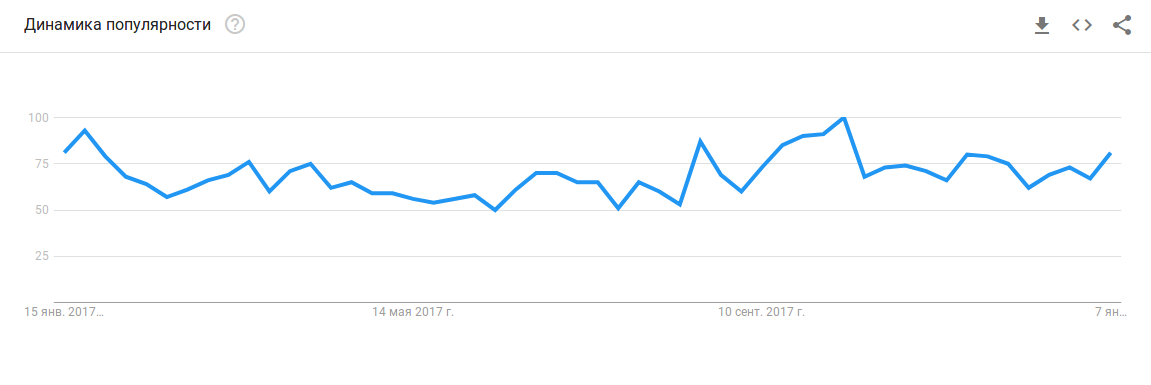 Динамика популярности ?
100
75
50
25
15 янв. 2017…
14 мая 2017 г.
10 сент. 2017 г.
7 ян…